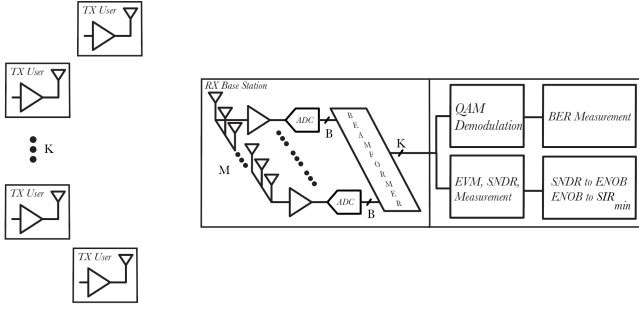 TX User
TX User
K
TX User
TX User
RX Base Station
M
ADC
B
ADC
B
BEAMFORMER
K
QAM
Demodulation
BER Measurement
EVM, SNDR,
Measurement
SNDR to ENOB
ENOB to SIR min